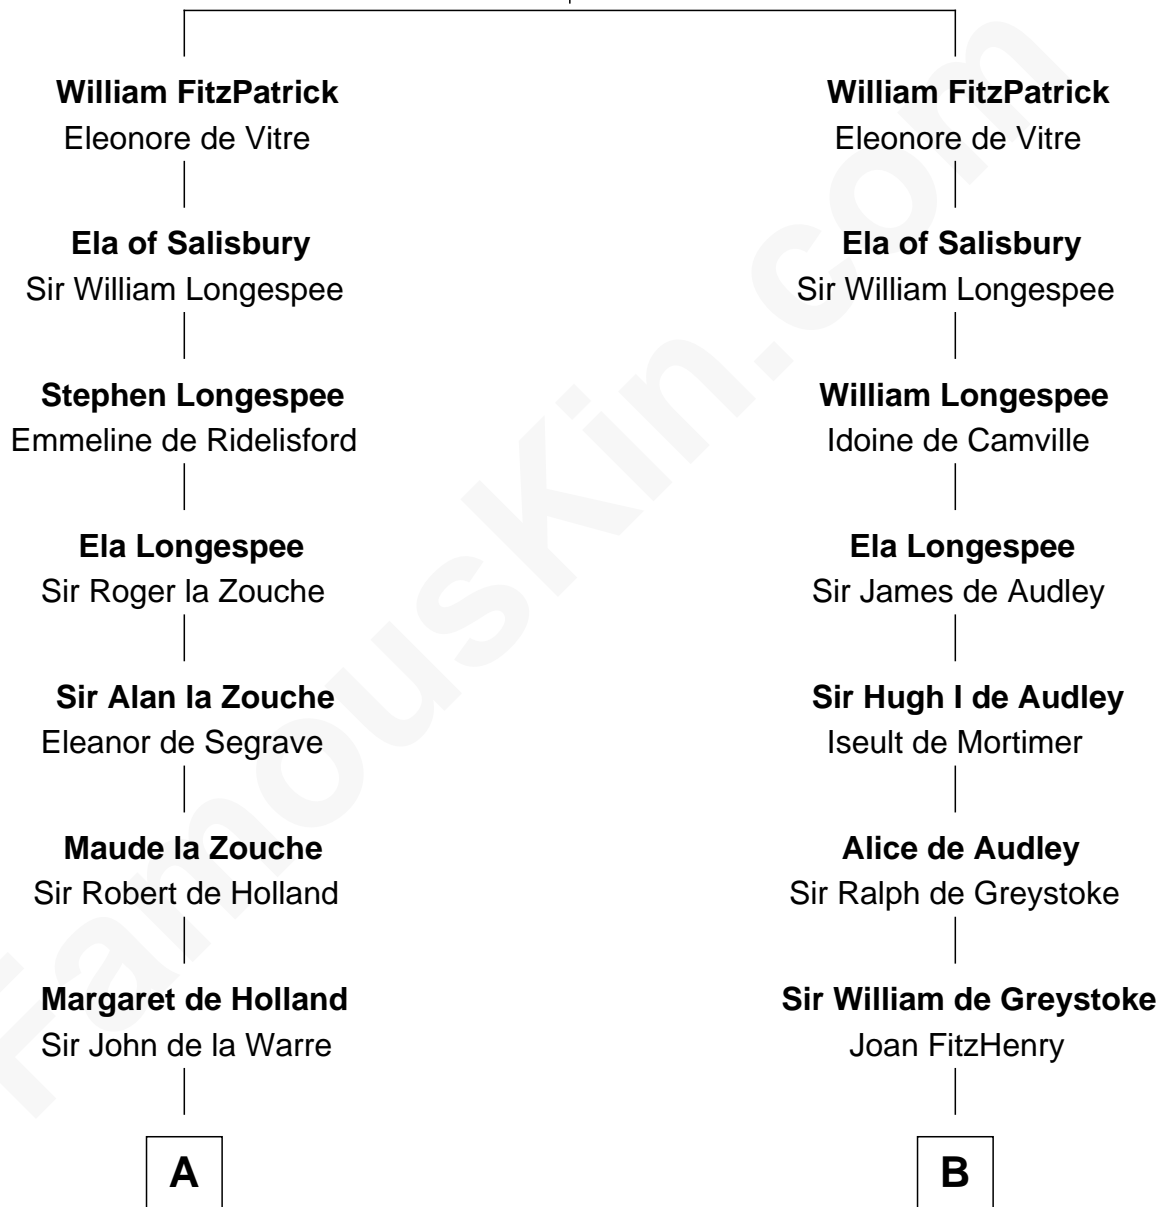 William FitzPatrick
Eleonore de Vitre
Ela of Salisbury
Sir William Longespee
Stephen Longespee
Emmeline de Ridelisford
Ela Longespee
Sir Roger la Zouche
Sir Alan la Zouche
Eleanor de Segrave
Maude la Zouche
Sir Robert de Holland
Margaret de Holland
Sir John de la Warre
A
William FitzPatrick
Eleonore de Vitre
Ela of Salisbury
Sir William Longespee
William Longespee
Idoine de Camville
Ela Longespee
Sir James de Audley
Sir Hugh I de Audley
Iseult de Mortimer
Alice de Audley
Sir Ralph de Greystoke
Sir William de Greystoke
Joan FitzHenry
B
FamousKin.com